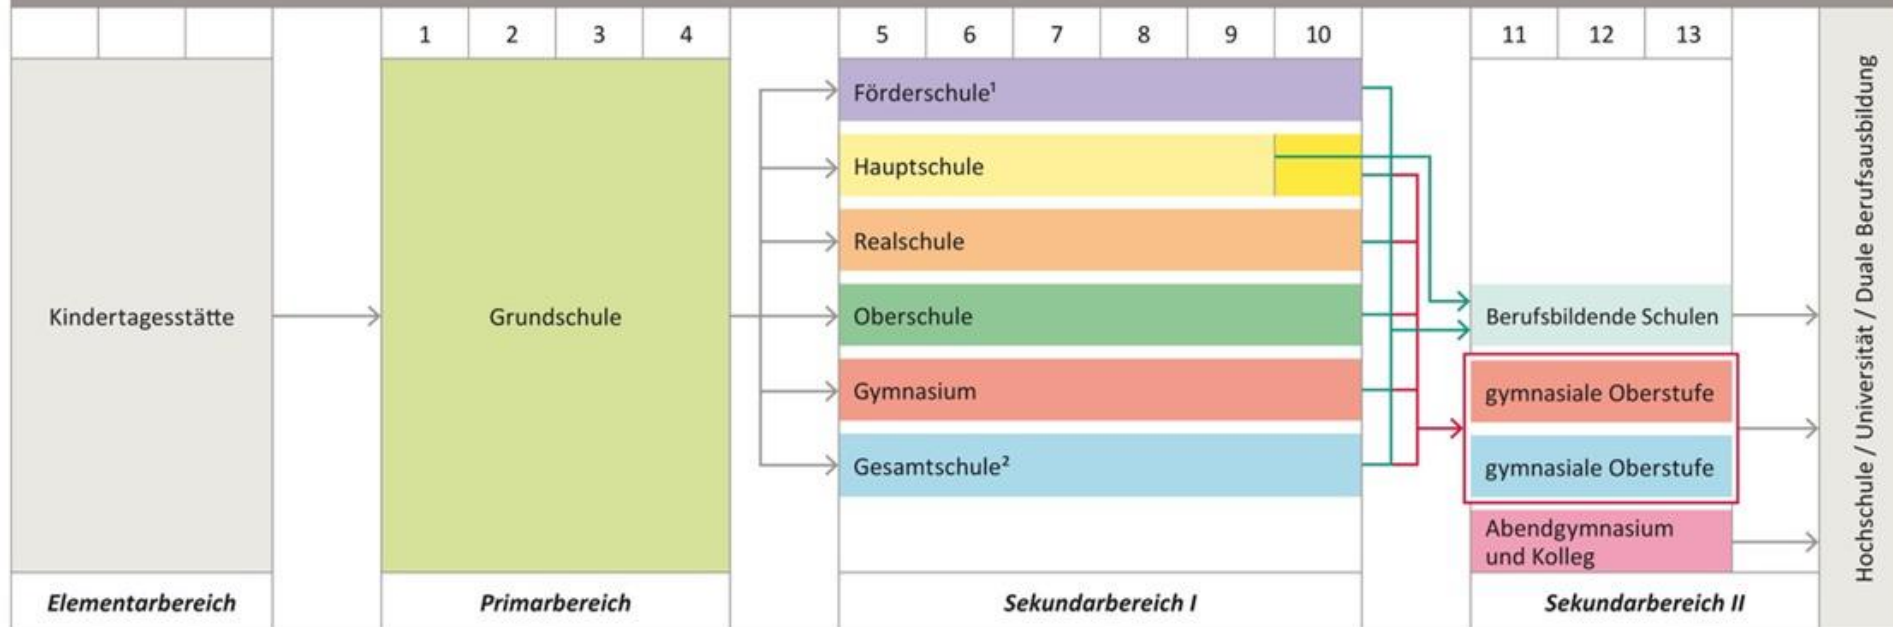 1 2 3 4 5 6 7 8 9 10 11 12 13
Förderschule¹
Hauptschule
Realschule
Kindertagesstätte
Grundschule
Oberschule
Berufsbildende Schulen
Gymnasium
gymnasiale Oberstufe
Gesamtschule²
gymnasiale Oberstufe
Abendgymnasium
und Kolleg
Elementarbereich
Primarbereich
Sekundarbereich I
Sekundarbereich II
Hochschule / Universität / Duale Berufsausbildung